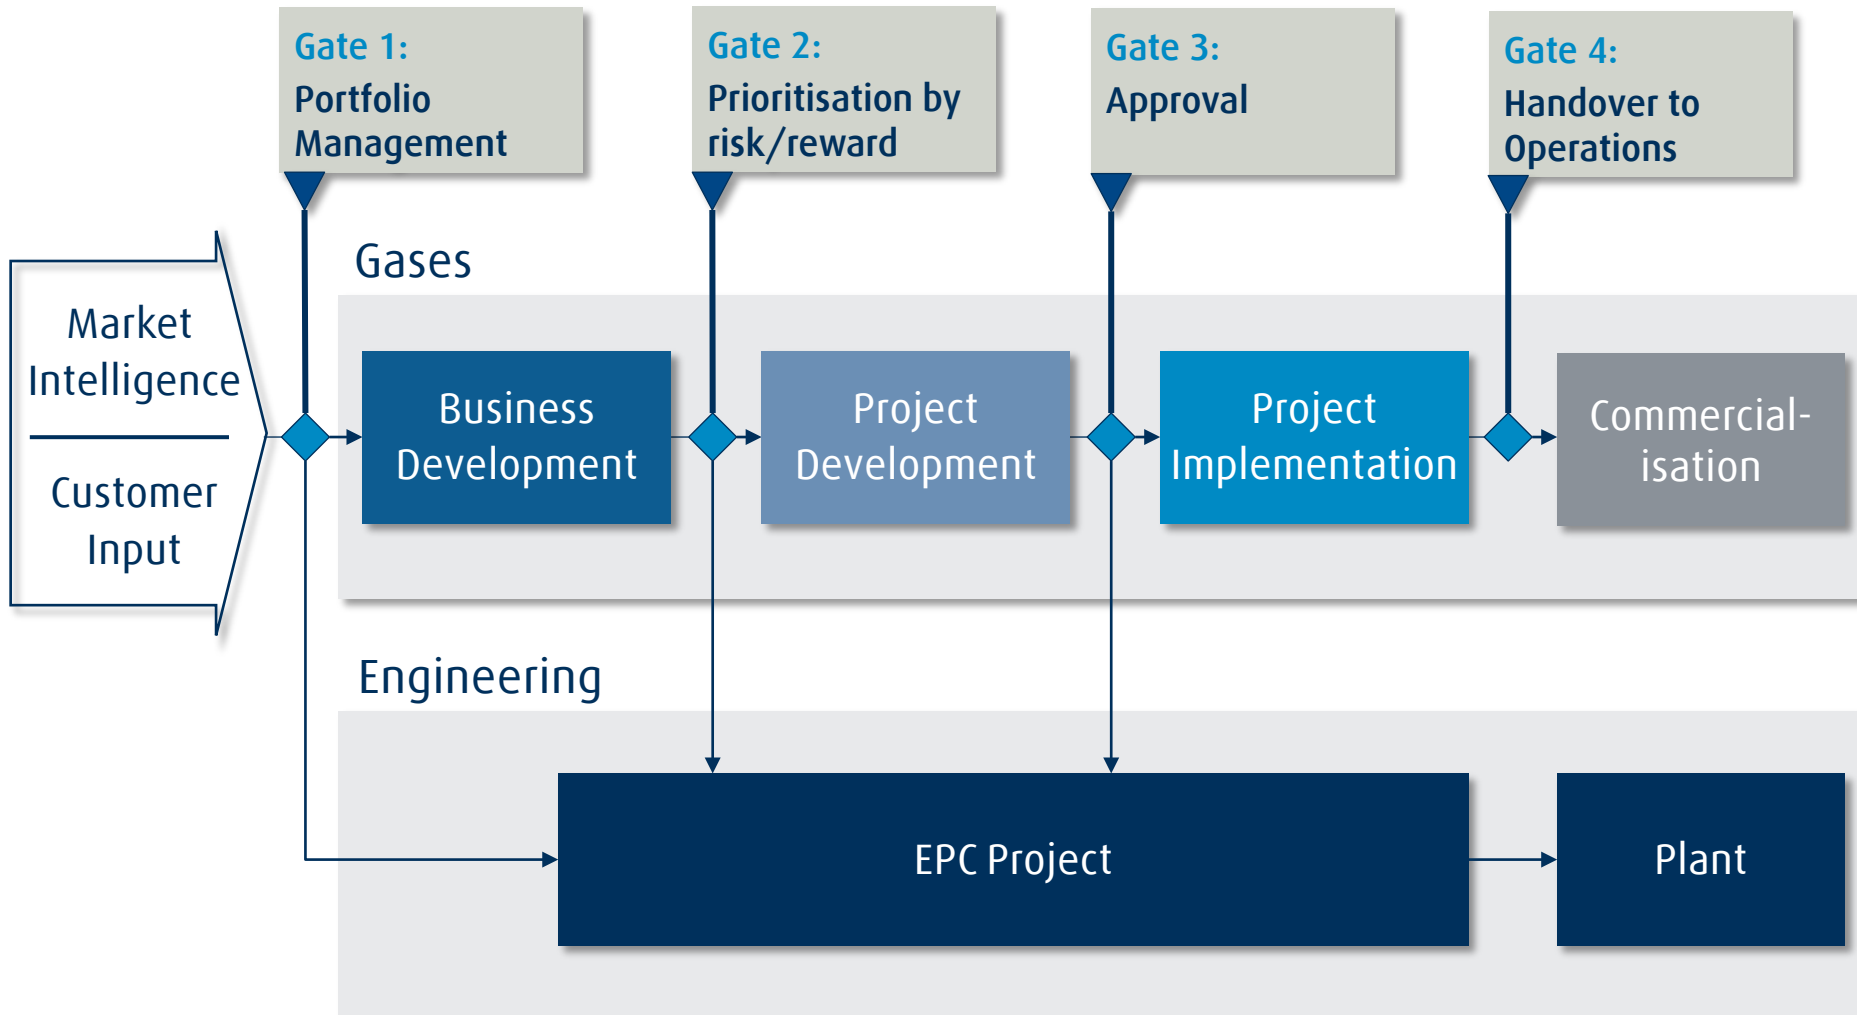 Gate 1:
Portfolio
Management
Gate 2:
Prioritisation by
risk/reward
Gate 3:
Approval
Gate 4:
Handover to
Operations
Gases
Market
Intelligence
Customer
Input
Business
Development
Project
Development
Project
Implementation
Commercial-
isation
Engineering
EPC Project
Plant